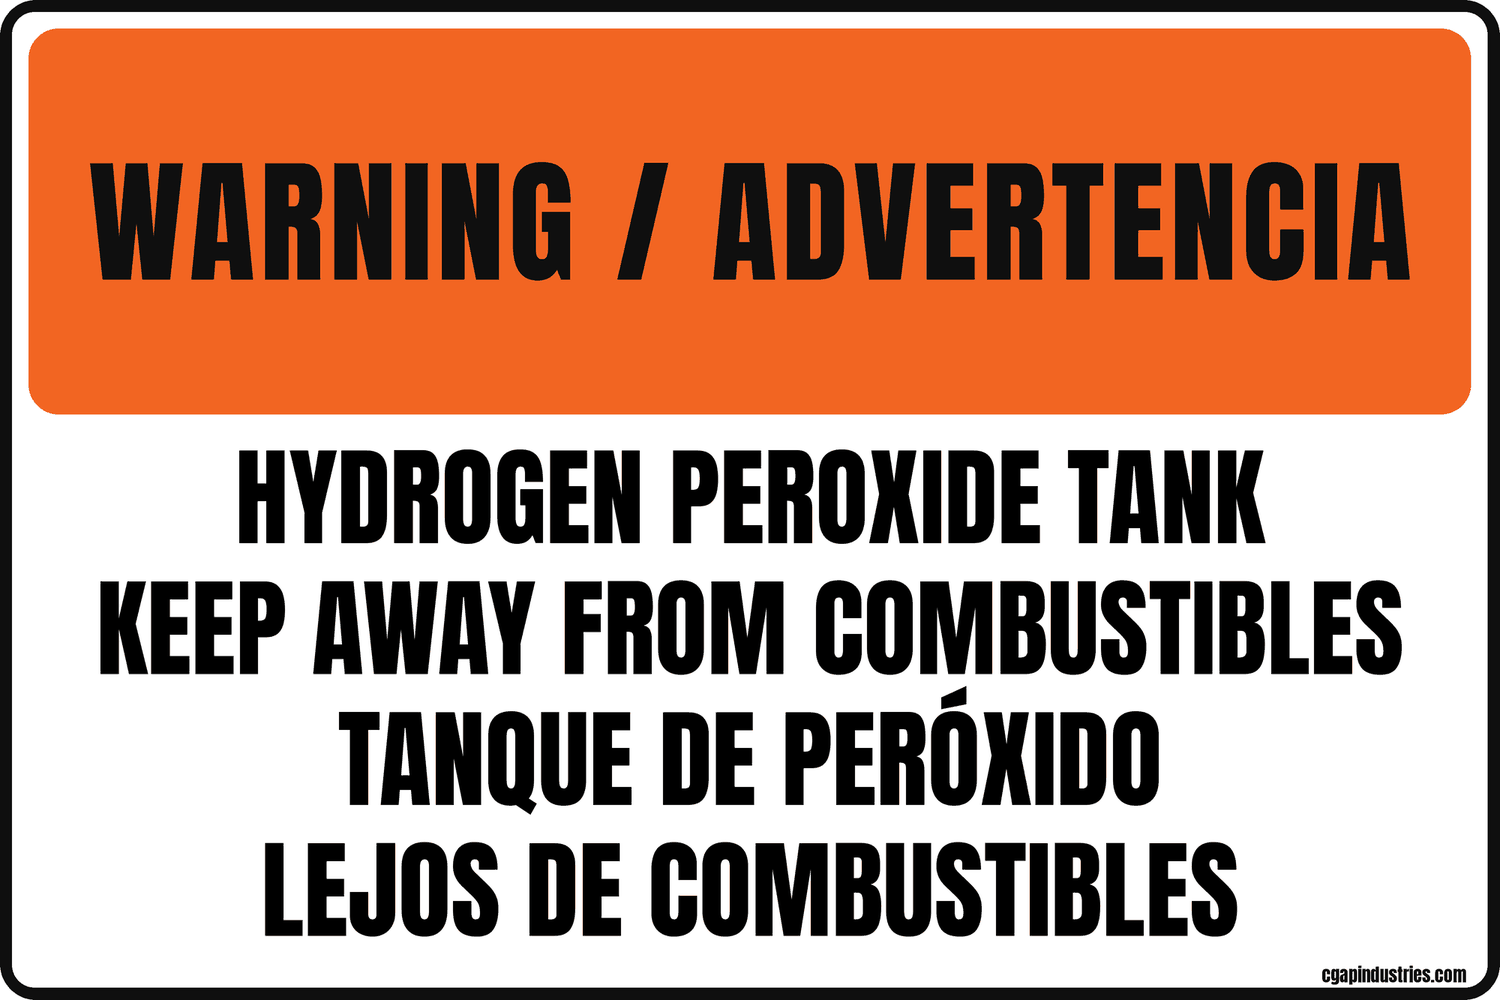 WARNING / ADVERTENCIA
HYDROGEN PEROXIDE TANK
KEEP AWAY FROM COMBUSTIBLES
TANQUE DE PERÓXIDO
LEJOS DE COMBUSTIBLES
cgapindustries.com